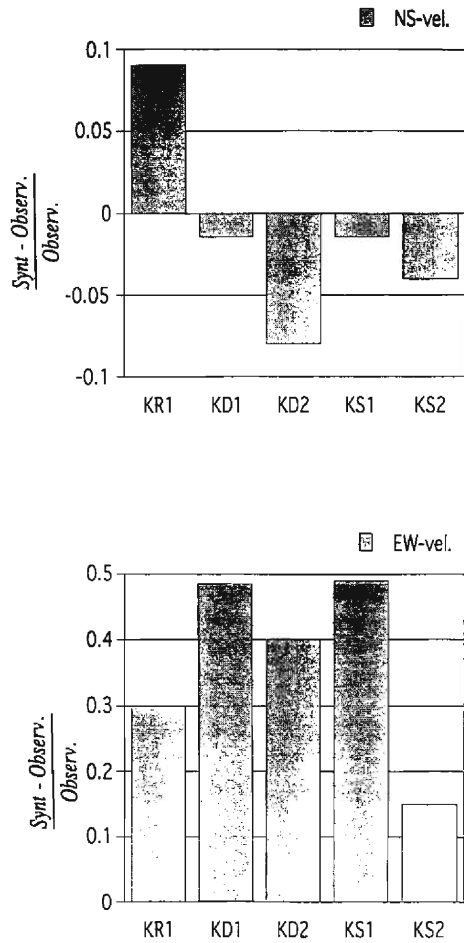 NS-vel.
0.1
0.05
0
-0.05
-0.1
Synt - Observ.
Observ.
KR1 KD1 KD2 KS1 KS2
EW-vel.
0.5
0.4
0.3
0.2
0.1
0
Synt - Observ.
Observ.
KR1 KD1 KD2 KS1 KS2